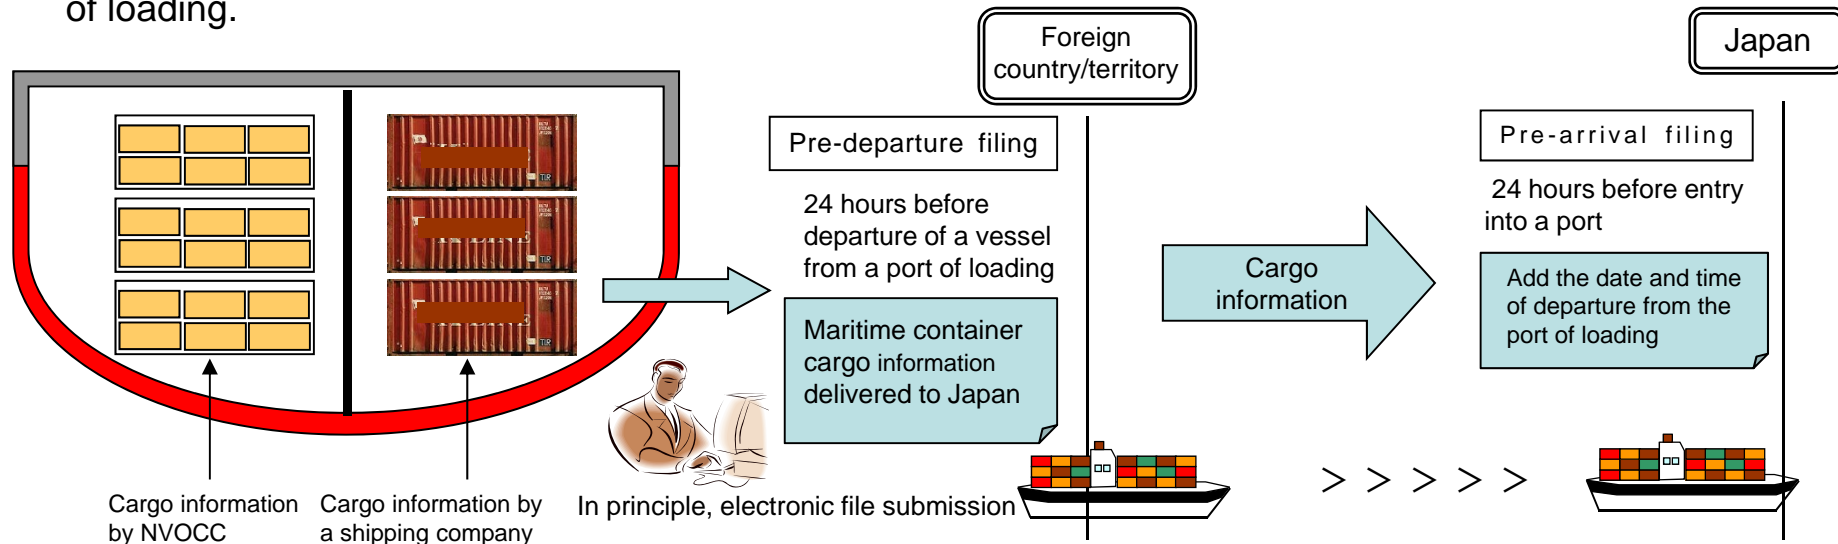 of loading.
Foreign
country/territory
Japan
Pre-departure filing
24 hours before
departure of a vessel
from a port of loading
Maritime container
cargo information
delivered to Japan
Cargo
information
Pre-arrival filing
24 hours before entry
into a port
Add the date and time
of departure from the
port of loading
Cargo information
by NVOCC
Cargo information by
a shipping company
In principle, electronic file submission
> > > > >